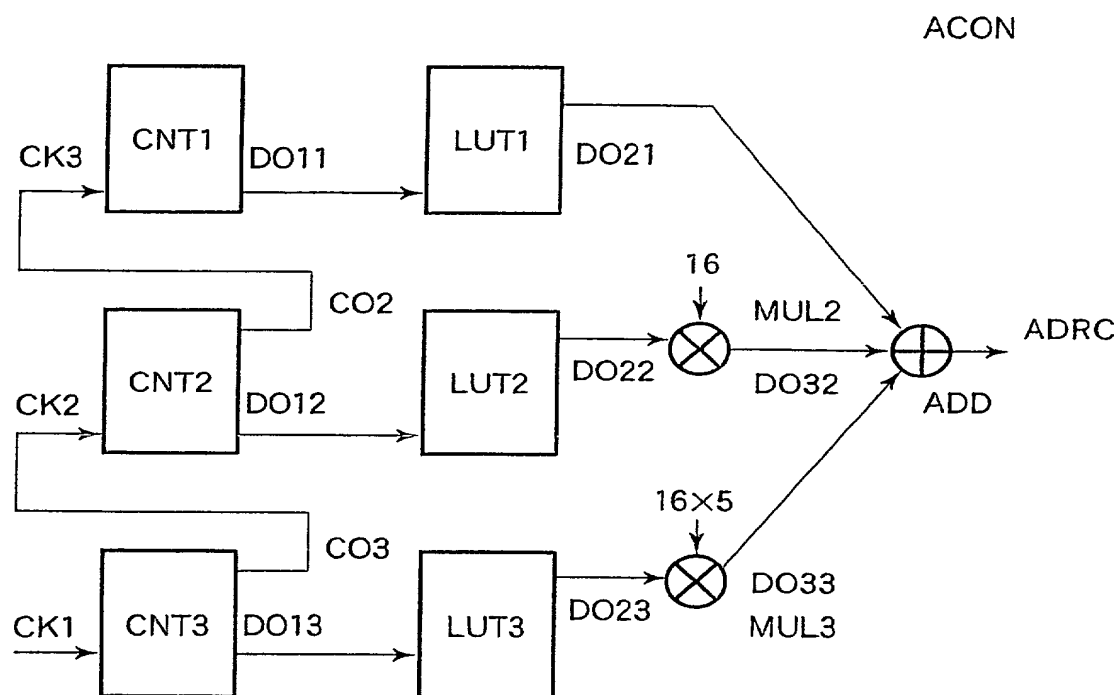 ACON
CNT1
LUT1
CK3
DO11
DO21
16
CO2
MUL2
ADRC
CNT2
LUT2
DO22
DO32
CK2
DO12
ADD
16×5
CO3
DO33
CNT3
LUT3
DO23
CK1
DO13
MUL3